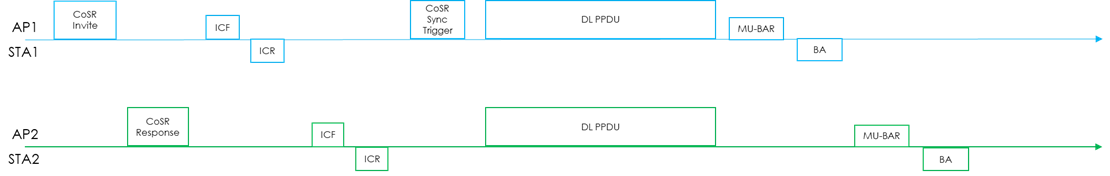 CoSR
Invite
CoSR
Sync
Trigger
DL PPDU
AP1
ICF
MU-BAR
STA1
ICR
BA
CoSR
Response
DL PPDU
AP2
ICF
MU-BAR
STA2
ICR
BA